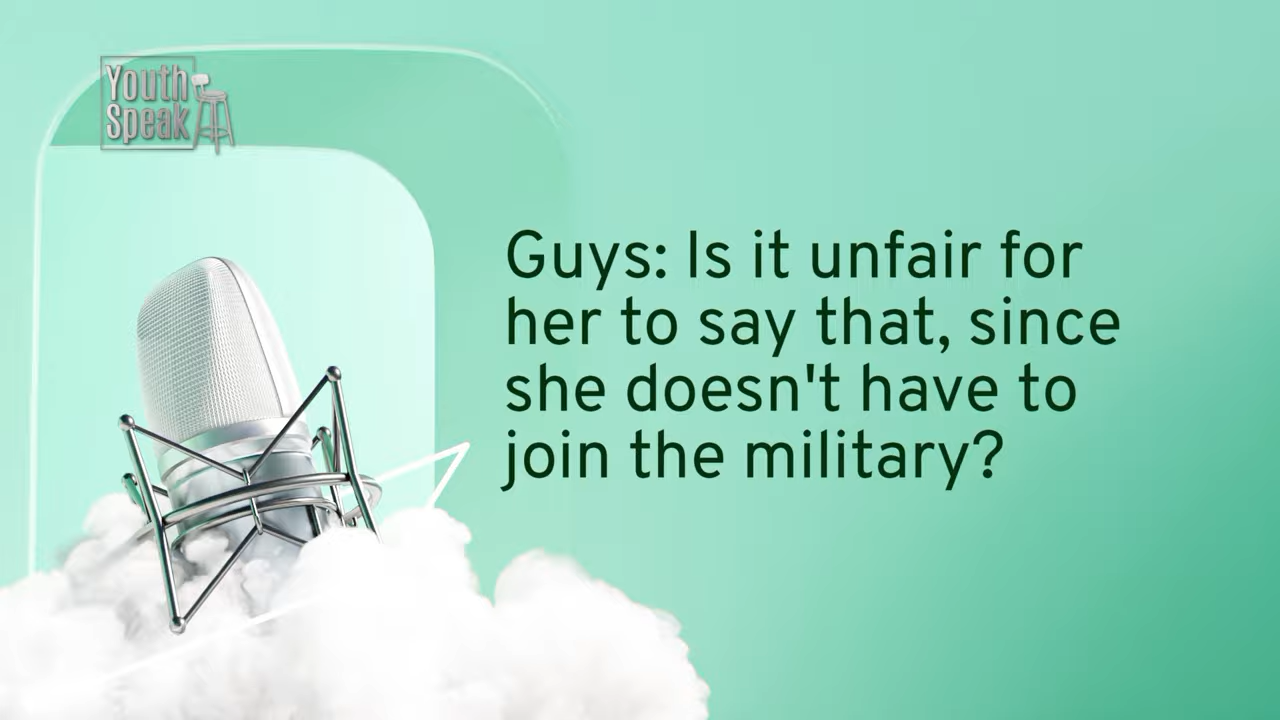 Youth
Speak
Guys: Is it unfair for
her to say that, since
she doesn't have to
join the military?